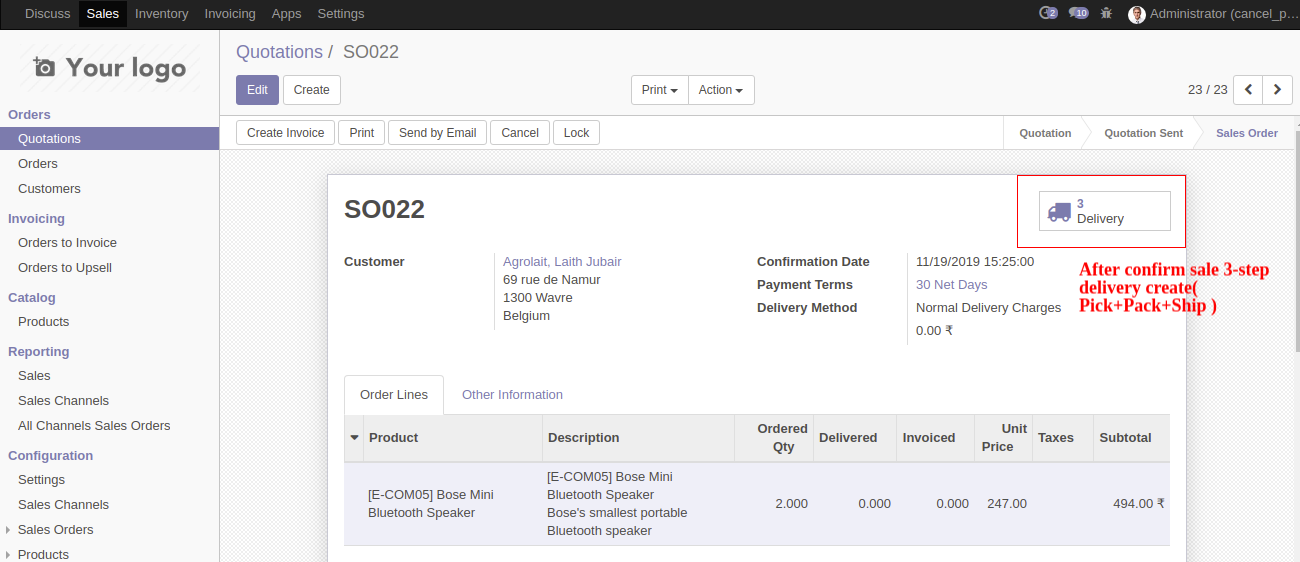 Discuss Sales Inventory Invoicing Apps Settings 2 10 Administrator (cancel_p…
Your logo
Quotations / SO022
Edit Create Print Action 23 / 23
Orders
Quotations
Orders
Customers
Invoicing
Orders to Invoice
Orders to Upsell
Catalog
Products
Reporting
Sales
Sales Channels
All Channels Sales Orders
Configuration
Settings
Sales Channels
Sales Orders
Products
Create Invoice Print Send by Email Cancel Lock Quotation Quotation Sent Sales Order
SO022
3
Delivery
Customer
Agrolait, Laith Jubair
69 rue de Namur
1300 Wavre
Belgium
Confirmation Date 11/19/2019 15:25:00
Payment Terms 30 Net Days
Delivery Method Normal Delivery Charges
0.00 ₹
After confirm sale 3-step
delivery create(
Pick+Pack+Ship )
Order Lines Other Information
Product Description Ordered Qty Delivered Invoiced Unit Price Taxes Subtotal
[E-COM05] Bose Mini
Bluetooth Speaker
[E-COM05] Bose Mini
Bluetooth Speaker
Bose's smallest portable
Bluetooth speaker
2.000 0.000 0.000 247.00 494.00 ₹